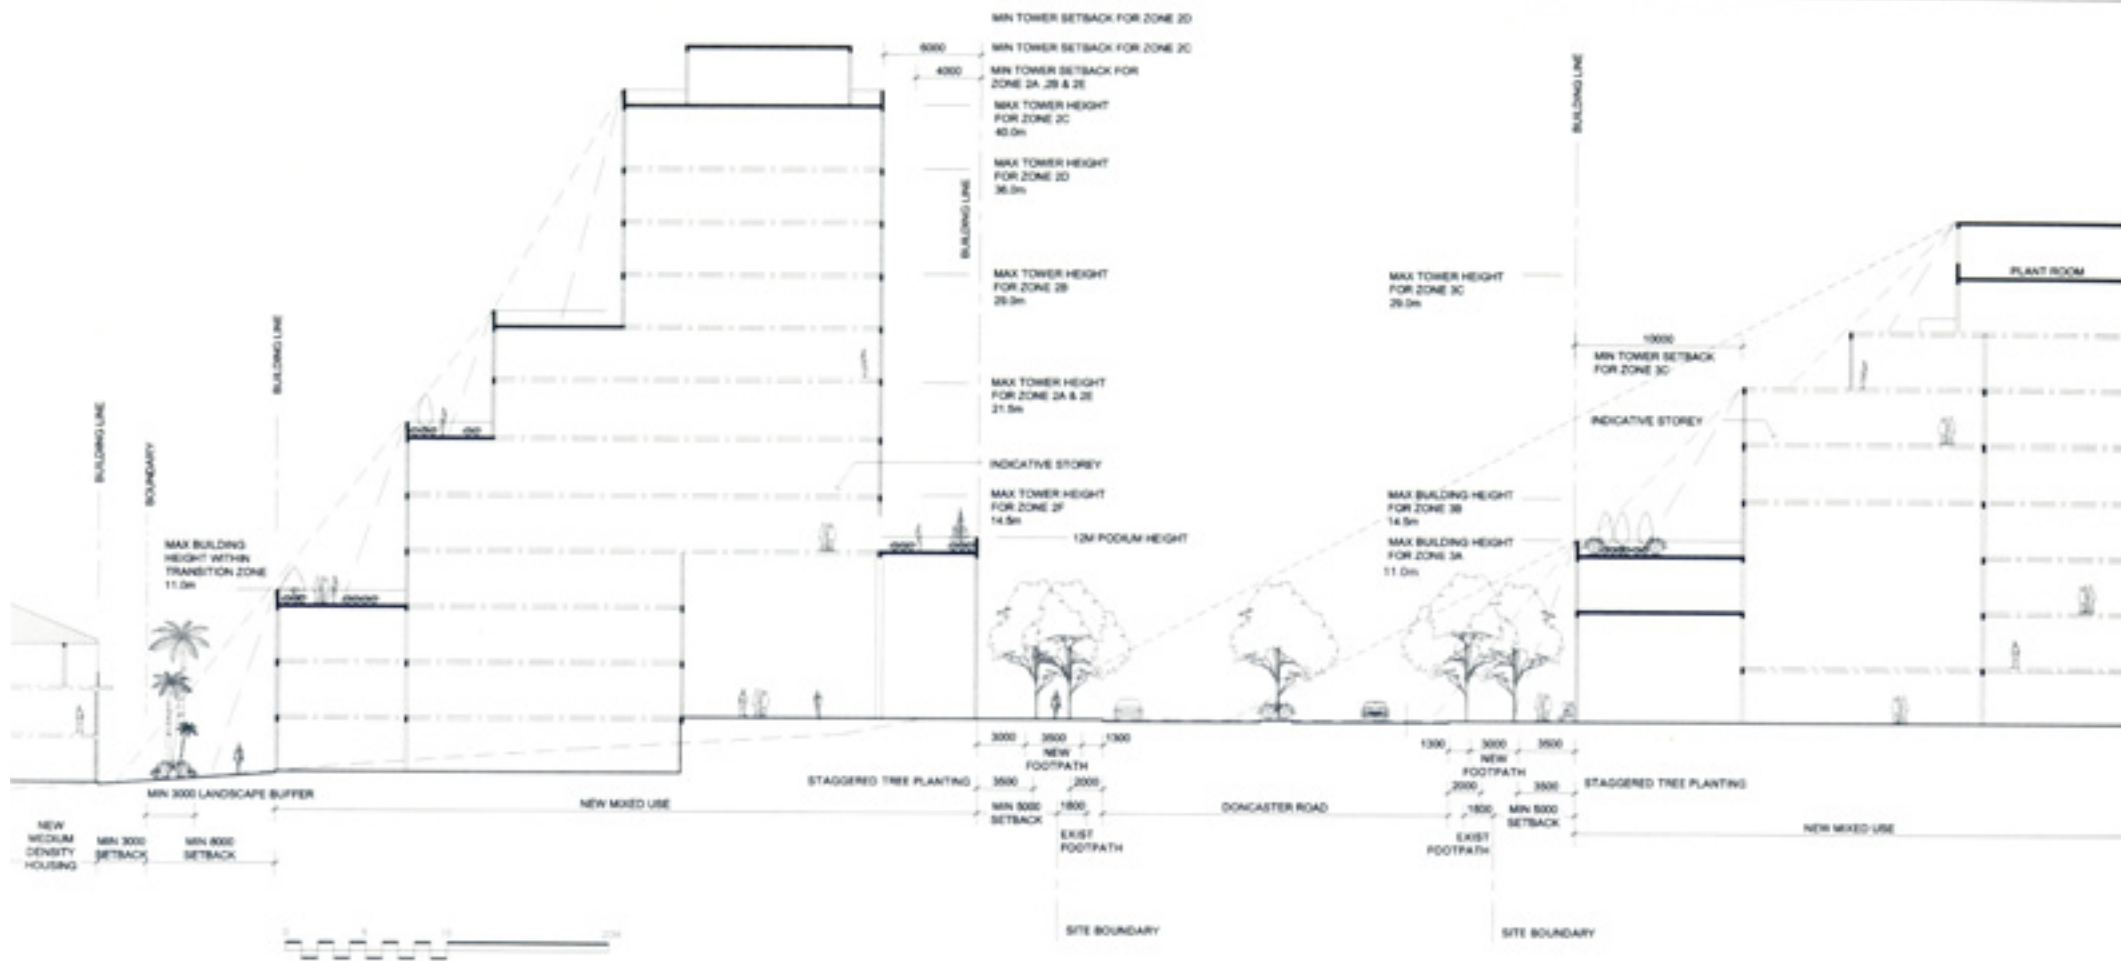 MIN TOWER SETBACK FOR ZONE 2D
6000
MIN TOWER SETBACK FOR ZONE 2C
4000
MIN TOWER SETBACK FOR
ZONE 2A ,2B & 2E
MAX TOWER HEIGHT
FOR ZONE 2C
40.0m
MAX TOWER HEIGHT
FOR ZONE 2D
36.0m
BUILDING LINE
MAX TOWER HEIGHT
FOR ZONE 2B
29.0m
MAX TOWER HEIGHT
FOR ZONE 2A & 2E
21.5m
INDICATIVE STOREY
MAX TOWER HEIGHT
FOR ZONE 2F
14.5m
12M PODIUM HEIGHT
BUILDING LINE
BUILDING LINE
BOUNDARY
MAX BUILDING
HEIGHT WITHIN
TRANSITION ZONE
11.0m
BUILDING LINE
MAX TOWER HEIGHT
FOR ZONE 3C
29.0m
PLANT ROOM
10000
MIN TOWER SETBACK
FOR ZONE 3C
INDICATIVE STOREY
MAX BUILDING HEIGHT
FOR ZONE 3B
14.5m
MAX BUILDING HEIGHT
FOR ZONE 3A
11.0m
3000
3500
1300
NEW
FOOTPATH
STAGGERED TREE PLANTING
3500
2000
MIN 5000
SETBACK
1800
EXIST
FOOTPATH
DONCASTER ROAD
1300
3000
3500
NEW
FOOTPATH
2000
3500
STAGGERED TREE PLANTING
1800
MIN 5000
SETBACK
EXIST
FOOTPATH
NEW MIXED USE
MIN 3000 LANDSCAPE BUFFER
NEW MIXED USE
NEW
MEDIUM
DENSITY
HOUSING
MIN 3000
SETBACK
MIN 8000
SETBACK
SITE BOUNDARY
SITE BOUNDARY